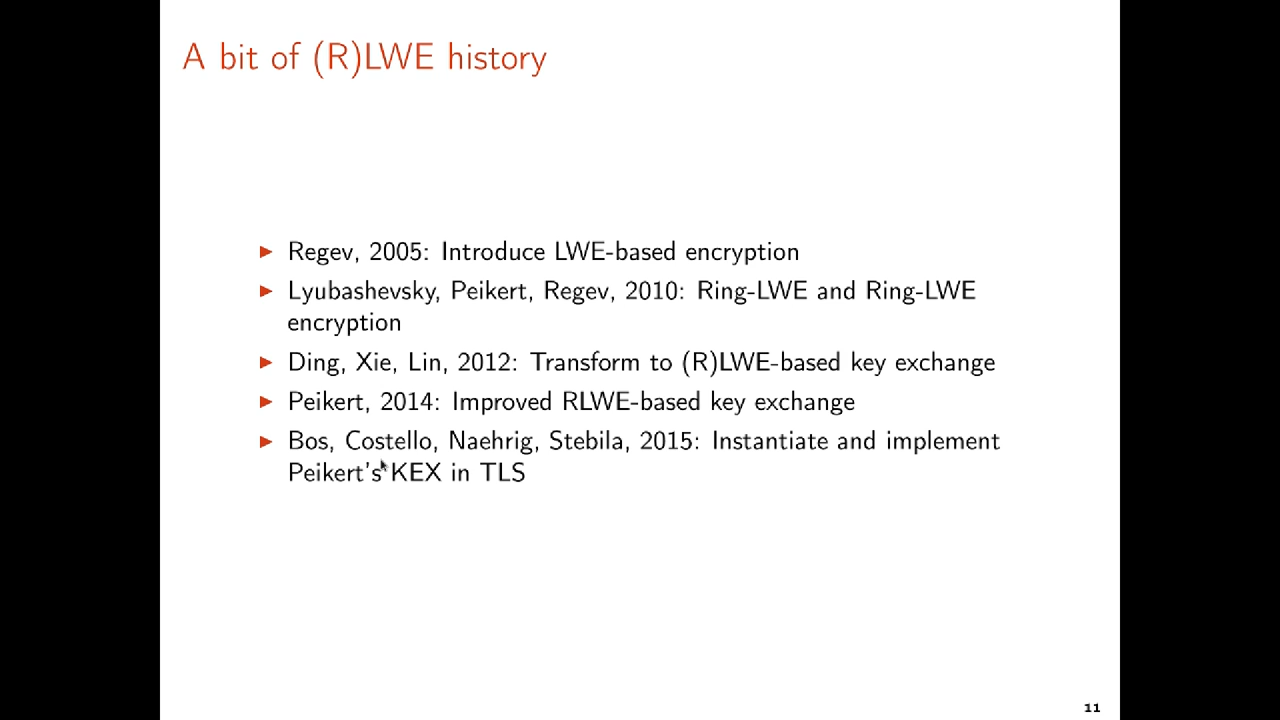 A bit of (R)LWE history
Regev, 2005: Introduce LWE-based encryption
Lyubashevsky, Peikert, Regev, 2010: Ring-LWE and Ring-LWE
encryption
Ding, Xie, Lin, 2012: Transform to (R)LWE-based key exchange
Peikert, 2014: Improved RLWE-based key exchange
Bos, Costello, Naehrig, Stebila, 2015: Instantiate and implement
Peikert's KEX in TLS
11